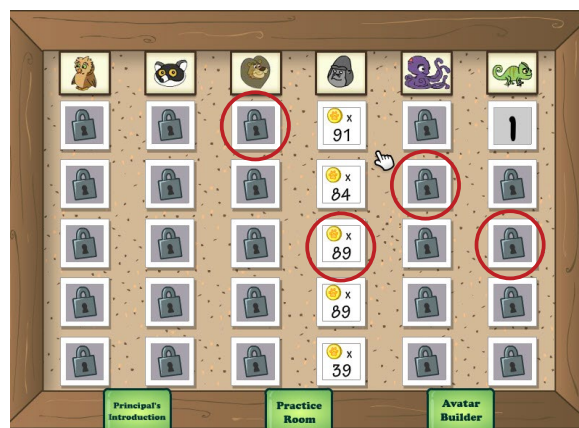 x
91
1
x
84
x
89
x
89
x
39
Principal's
Introduction
Practice
Room
Avatar
Builder